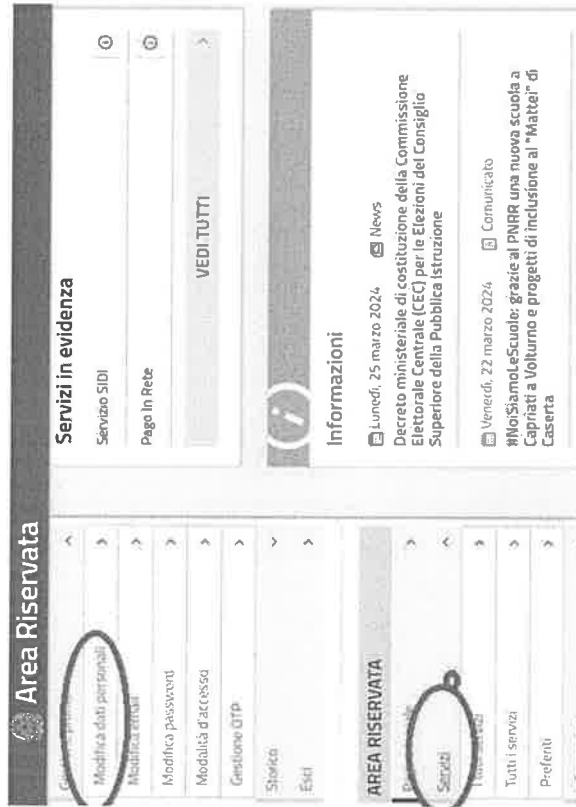 Area Riservata
Modifica dati personali
Modifica email
Modifica password
Modalità d'accesso
Gestione OTP
Storico
Esci
AREA RISERVATA
Servizi
Tutti i servizi
Preferiti
Servizi in evidenza
Servizio SIDI
Pago In Rete
VEDI TUTTI
Informazioni
Lunedì, 25 marzo 2024 News
Decreto ministeriale di costituzione della Commissione
Elettorale Centrale (CEC) per le Elezioni del Consiglio
Superiore della Pubblica Istruzione
Venerdì, 22 marzo 2024 Comunicato
#NoiSiamoLeScuole: grazie al PNRR una nuova scuola a
Capriati a Volturno e progetti di inclusione al "Mattei" di
Caserta